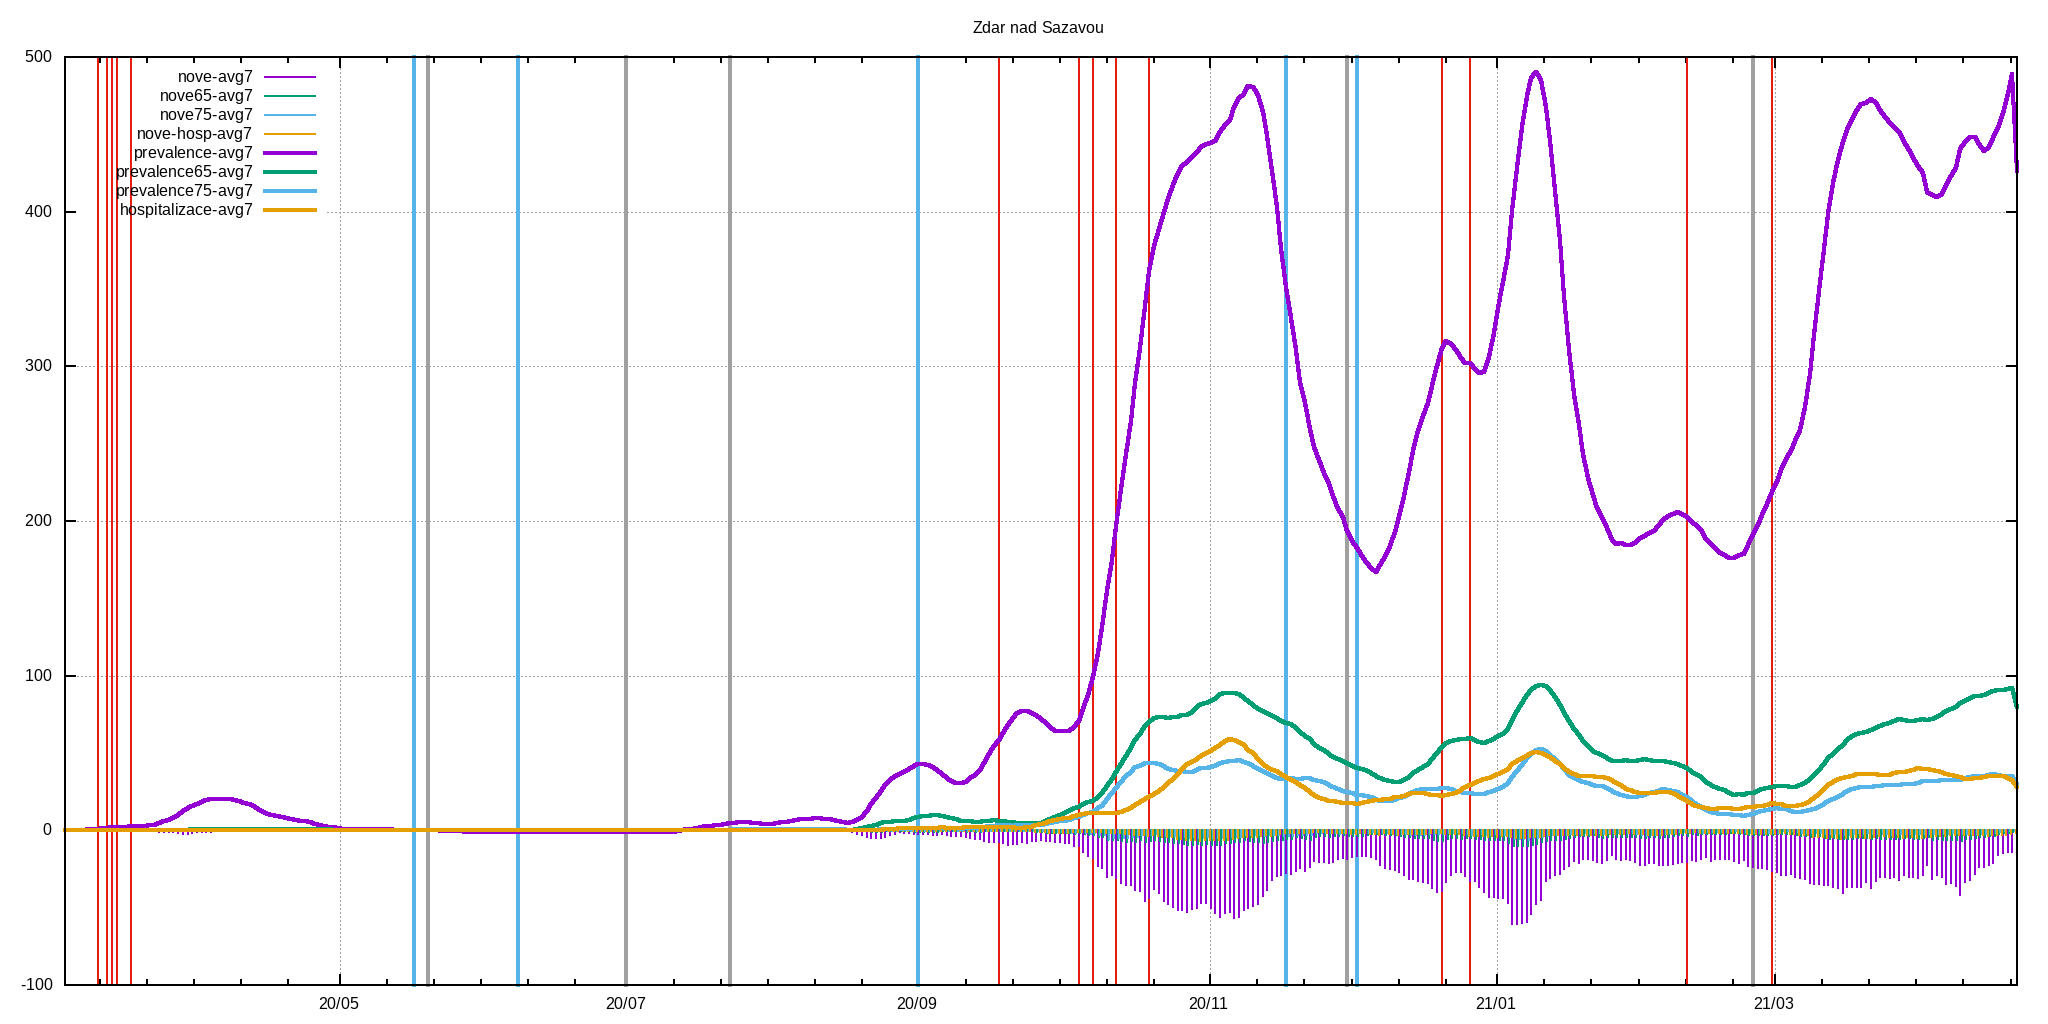 Zdar nad Sazavou
500
400
300
200
100
0
-100
nove-avg7
nove65-avg7
nove75-avg7
nove-hosp-avg7
prevalence-avg7
prevalence65-avg7
prevalence75-avg7
hospitalizace-avg7
20/05
20/07
20/09
20/11
21/01
21/03